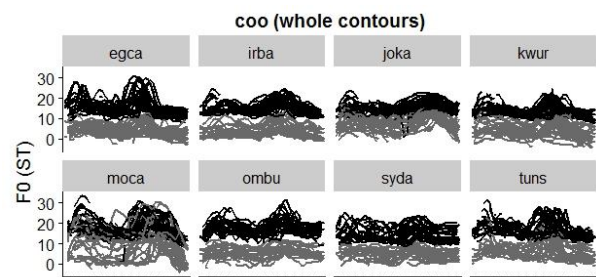 coo (whole contours)
egca irba joka kwur
30
20
10
0
F0 (ST)
moca ombu syda tuns
30
20
10
0